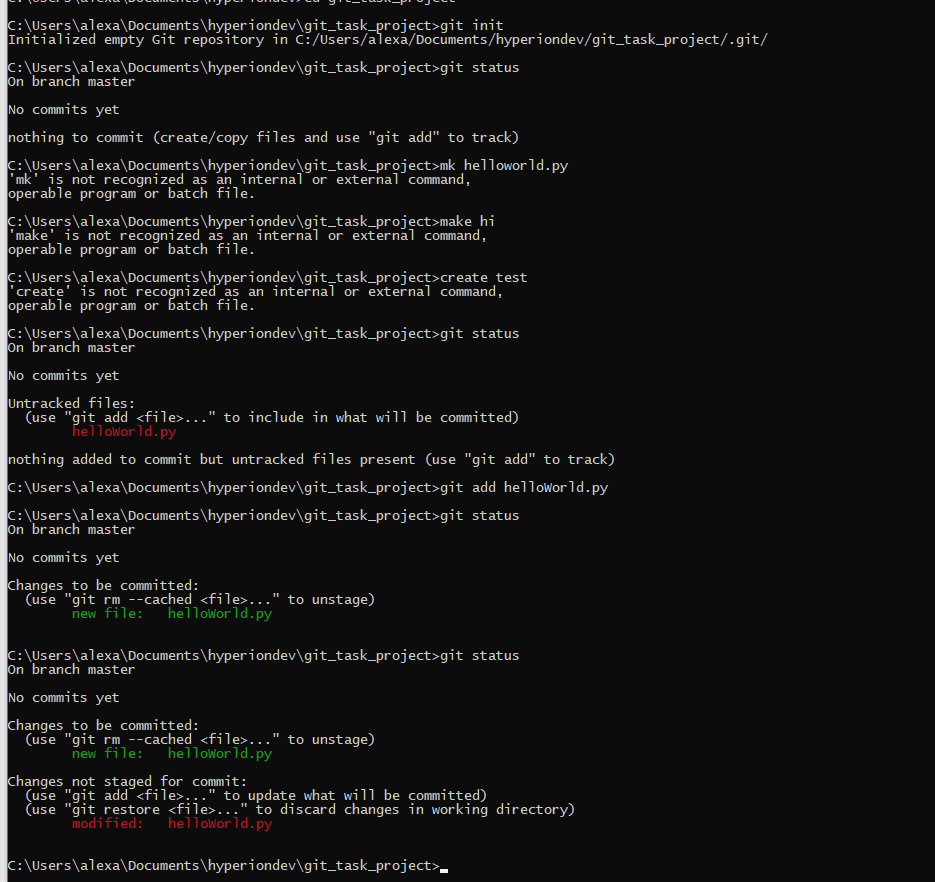 C:\Users\alexa\Documents\hyperiondev>cd git_task_project
C:\Users\alexa\Documents\hyperiondev\git_task_project>git init
Initialized empty Git repository in C:/Users/alexa/Documents/hyperiondev/git_task_project/.git/
C:\Users\alexa\Documents\hyperiondev\git_task_project>git status
On branch master
No commits yet
nothing to commit (create/copy files and use "git add" to track)
C:\Users\alexa\Documents\hyperiondev\git_task_project>mk helloworld.py
'mk' is not recognized as an internal or external command,
operable program or batch file.
C:\Users\alexa\Documents\hyperiondev\git_task_project>make hi
'make' is not recognized as an internal or external command,
operable program or batch file.
C:\Users\alexa\Documents\hyperiondev\git_task_project>create test
'create' is not recognized as an internal or external command,
operable program or batch file.
C:\Users\alexa\Documents\hyperiondev\git_task_project>git status
On branch master
No commits yet
Untracked files:
  (use "git add <file>..." to include in what will be committed)
        helloWorld.py
nothing added to commit but untracked files present (use "git add" to track)
C:\Users\alexa\Documents\hyperiondev\git_task_project>git add helloWorld.py
C:\Users\alexa\Documents\hyperiondev\git_task_project>git status
On branch master
No commits yet
Changes to be committed:
  (use "git rm --cached <file>..." to unstage)
        new file:   helloWorld.py
C:\Users\alexa\Documents\hyperiondev\git_task_project>git status
On branch master
No commits yet
Changes to be committed:
  (use "git rm --cached <file>..." to unstage)
        new file:   helloWorld.py
Changes not staged for commit:
  (use "git add <file>..." to update what will be committed)
  (use "git restore <file>..." to discard changes in working directory)
        modified:   helloWorld.py
C:\Users\alexa\Documents\hyperiondev\git_task_project>